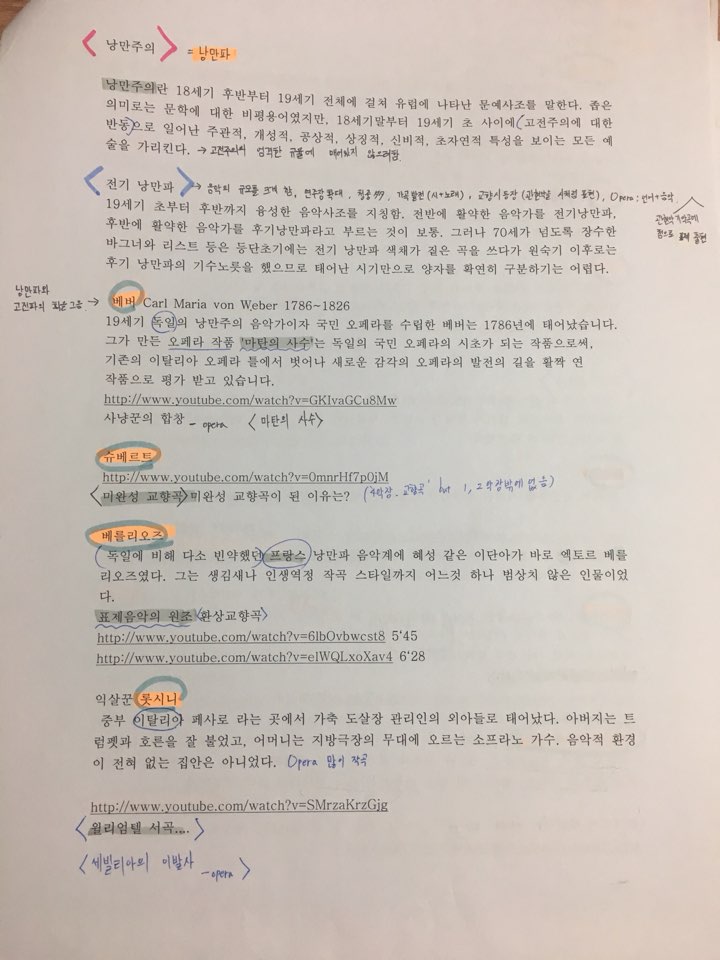 < 낭만주의 > = 낭만파
낭만주의란 18세기 후반부터 19세기 전체에 걸쳐 유럽에 나타난 문예사조를 말한다. 좁은
의미로는 문학에 대한 비평용어였지만, 18세기말부터 19세기 초 사이에(고전주의에 대한
반동)으로 일어난 주관적, 개성적, 공상적, 상징적, 신비적, 초자연적 특성을 보이는 모든 예
술을 가리킨다. → 고전주의의 엄격한 규율에 매이지 않으려함
< 전기 낭만파 > → 음악의 규모를 크게 함, 연주장 확대, 청중 가곡발전 (시+노래), 교향시 등장 (관현악을 시처럼 표현), Opera : 언어+음악
19세기 초부터 후반까지 융성한 음악사조를 지칭함. 전반에 활약한 음악가를 전기낭만파,
후반에 활약한 음악가를 후기낭만파라고 부르는 것이 보통. 그러나 70세가 넘도록 장수한
바그너와 리스트 등은 등단초기에는 전기 낭만파 색채가 짙은 곡을 쓰다가 원숙기 이후로는
후기 낭만파의 기수노릇을 했으므로 태어난 시기만으로 양자를 확연히 구분하기는 어렵다.
낭만파와
고전파의 →
베버 Carl Maria von Weber 1786~1826
19세기 독일의 낭만주의 음악가이자 국민 오페라를 수립한 베버는 1786년에 태어났습니다.
그가 만든 오페라 작품 '마탄의 사수'는 독일의 국민 오페라의 시초가 되는 작품으로써,
기존의 이탈리아 오페라 틀에서 벗어나 새로운 감각의 오페라의 발전의 길을 활짝 연
작품으로 평가 받고 있습니다.
http://www.youtube.com/watch?v=GKIvaGCu8Mw
사냥꾼의 합창 - opera <마탄의 사수>
슈베르트
http://www.youtube.com/watch?v=0mnrHf7p0jM
<미완성 교향곡> 미완성 교향곡이 된 이유는? ('4악장 - 교향곡' but 1, 2악장밖에 없음)
베를리오즈
(독일에 비해 다소 빈약했던 프랑스 낭만파 음악계에 혜성 같은 이단아가 바로 엑토르 베를
리오즈였다. 그는 생김새나 인생역정 작곡 스타일까지 어느것 하나 범상치 않은 인물이었
다.
표제음악의 원조 <환상교향곡>
http://www.youtube.com/watch?v=6lbOvbwcst8 5'45
http://www.youtube.com/watch?v=elWQLxoXav4 6'28
익살꾼 롯시니
중부 이탈리아 페사로 라는 곳에서 가축 도살장 관리인의 외아들로 태어났다. 아버지는 트
럼펫과 호른을 잘 불었고, 어머니는 지방극장의 무대에 오르는 소프라노 가수. 음악적 환경
이 전혀 없는 집안은 아니었다. Opera 많이 작곡
http://www.youtube.com/watch?v=SMrzaKrzGjg
<윌리엄텔 서곡....>
<세빌리아의 이발사 - opera>